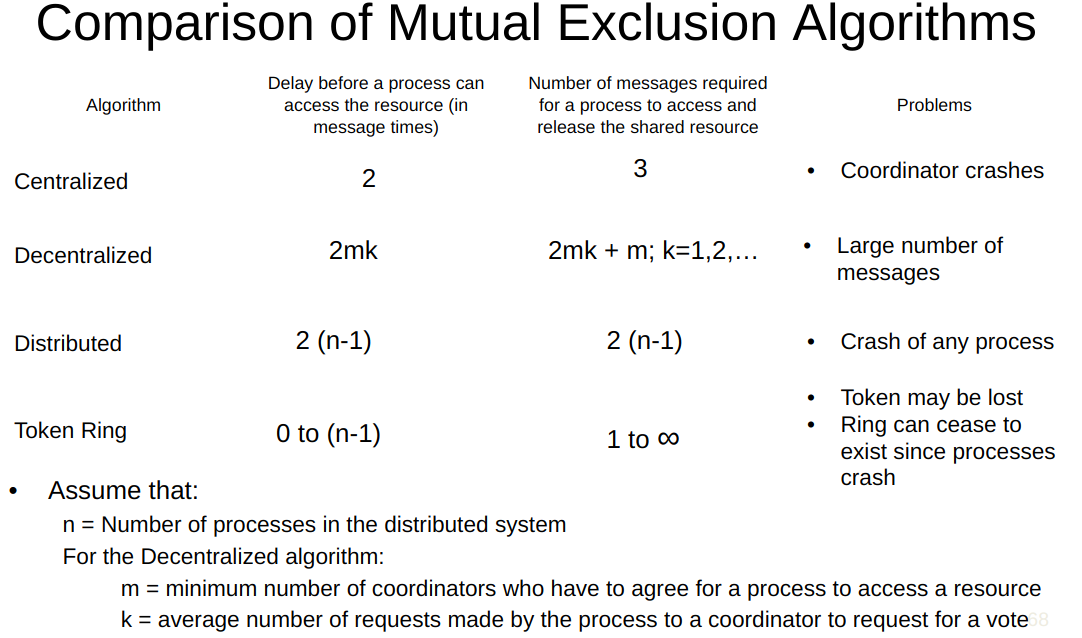 Comparison of Mutual Exclusion Algorithms
Algorithm
Delay before a process can
access the resource (in
message times)
Number of messages required
for a process to access and
release the shared resource
Problems
Centralized
2
3
• Coordinator crashes
Decentralized
2mk
2mk + m; k=1,2,…
• Large number of
messages
Distributed
2 (n-1)
2 (n-1)
• Crash of any process
Token Ring
0 to (n-1)
1 to ∞
• Token may be lost
• Ring can cease to
exist since processes
crash
• Assume that:
n = Number of processes in the distributed system
For the Decentralized algorithm:
m = minimum number of coordinators who have to agree for a process to access a resource
k = average number of requests made by the process to a coordinator to request for a vote
68